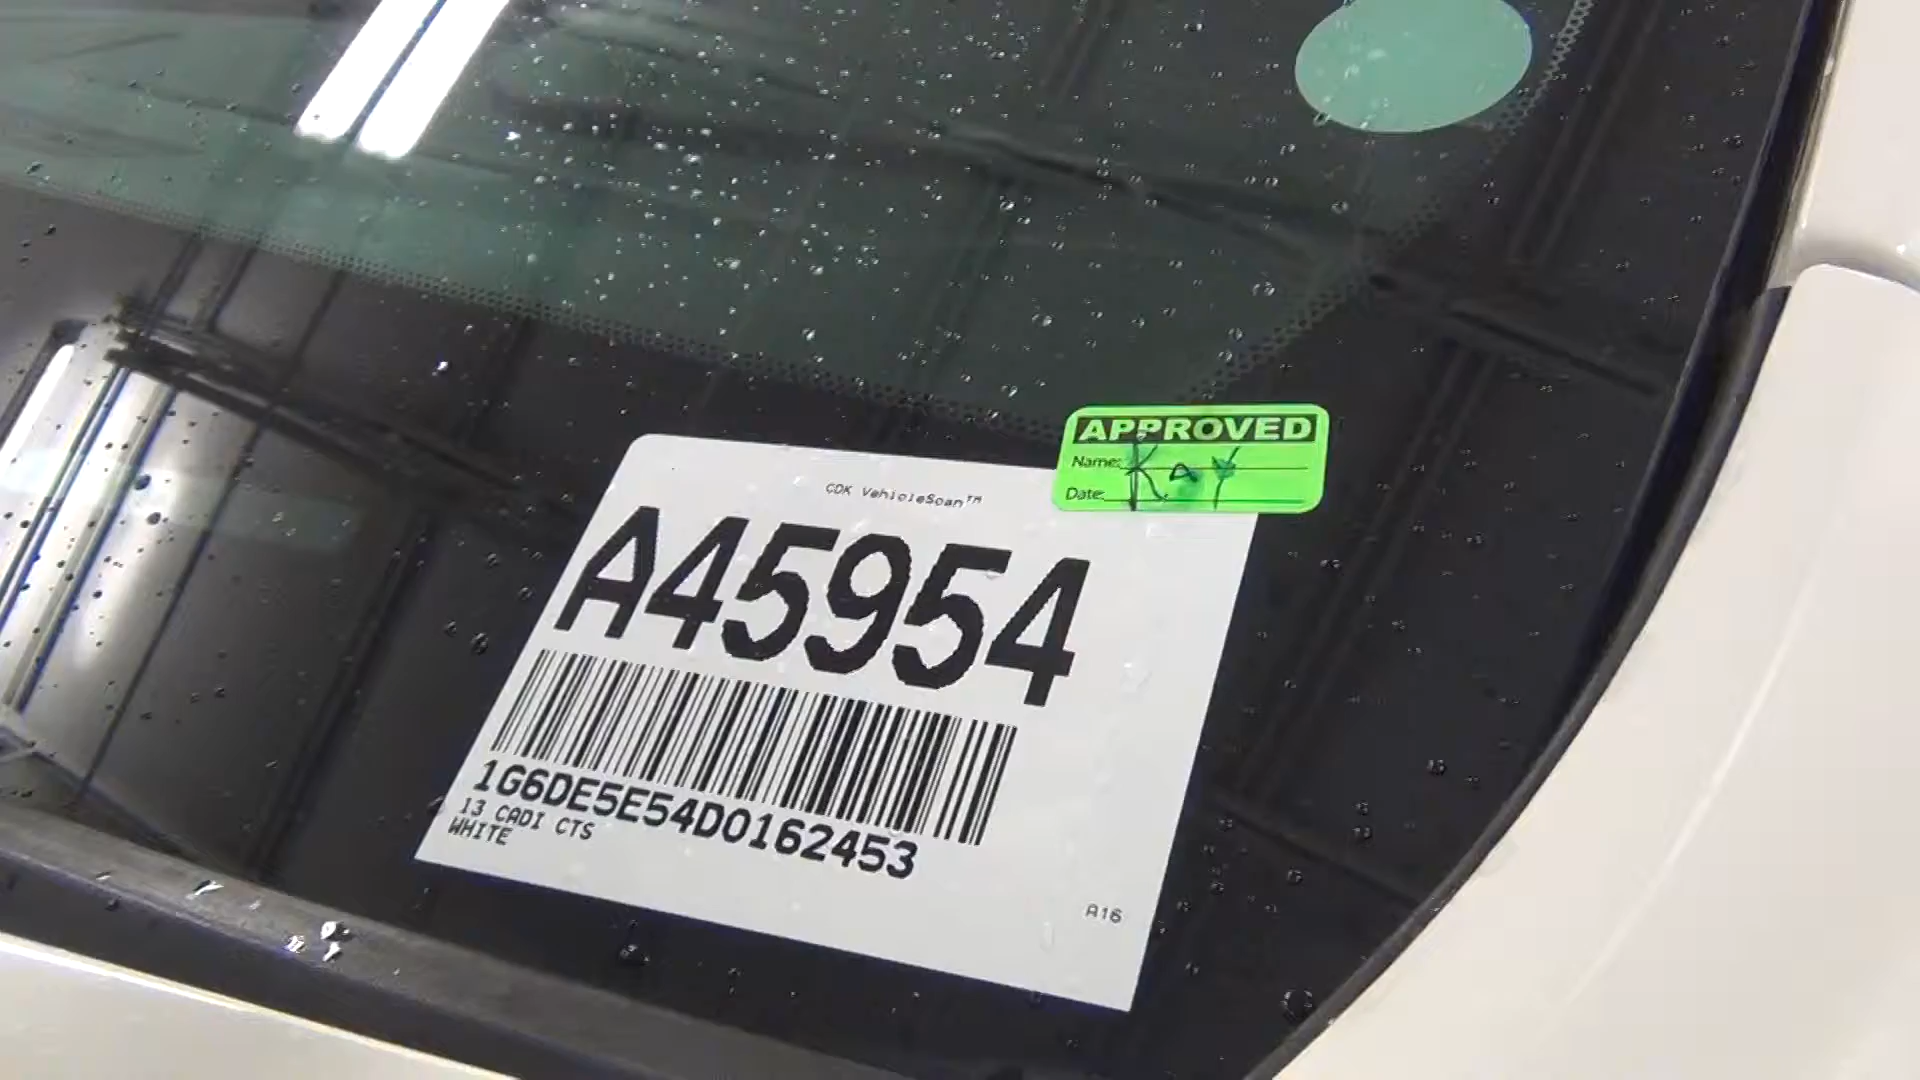 APPROVED
Name: Kay
Date:
CDK VehicleScan™
A45954
1G6DE5E54D0162453
13 CADI CTS
WHITE
A16